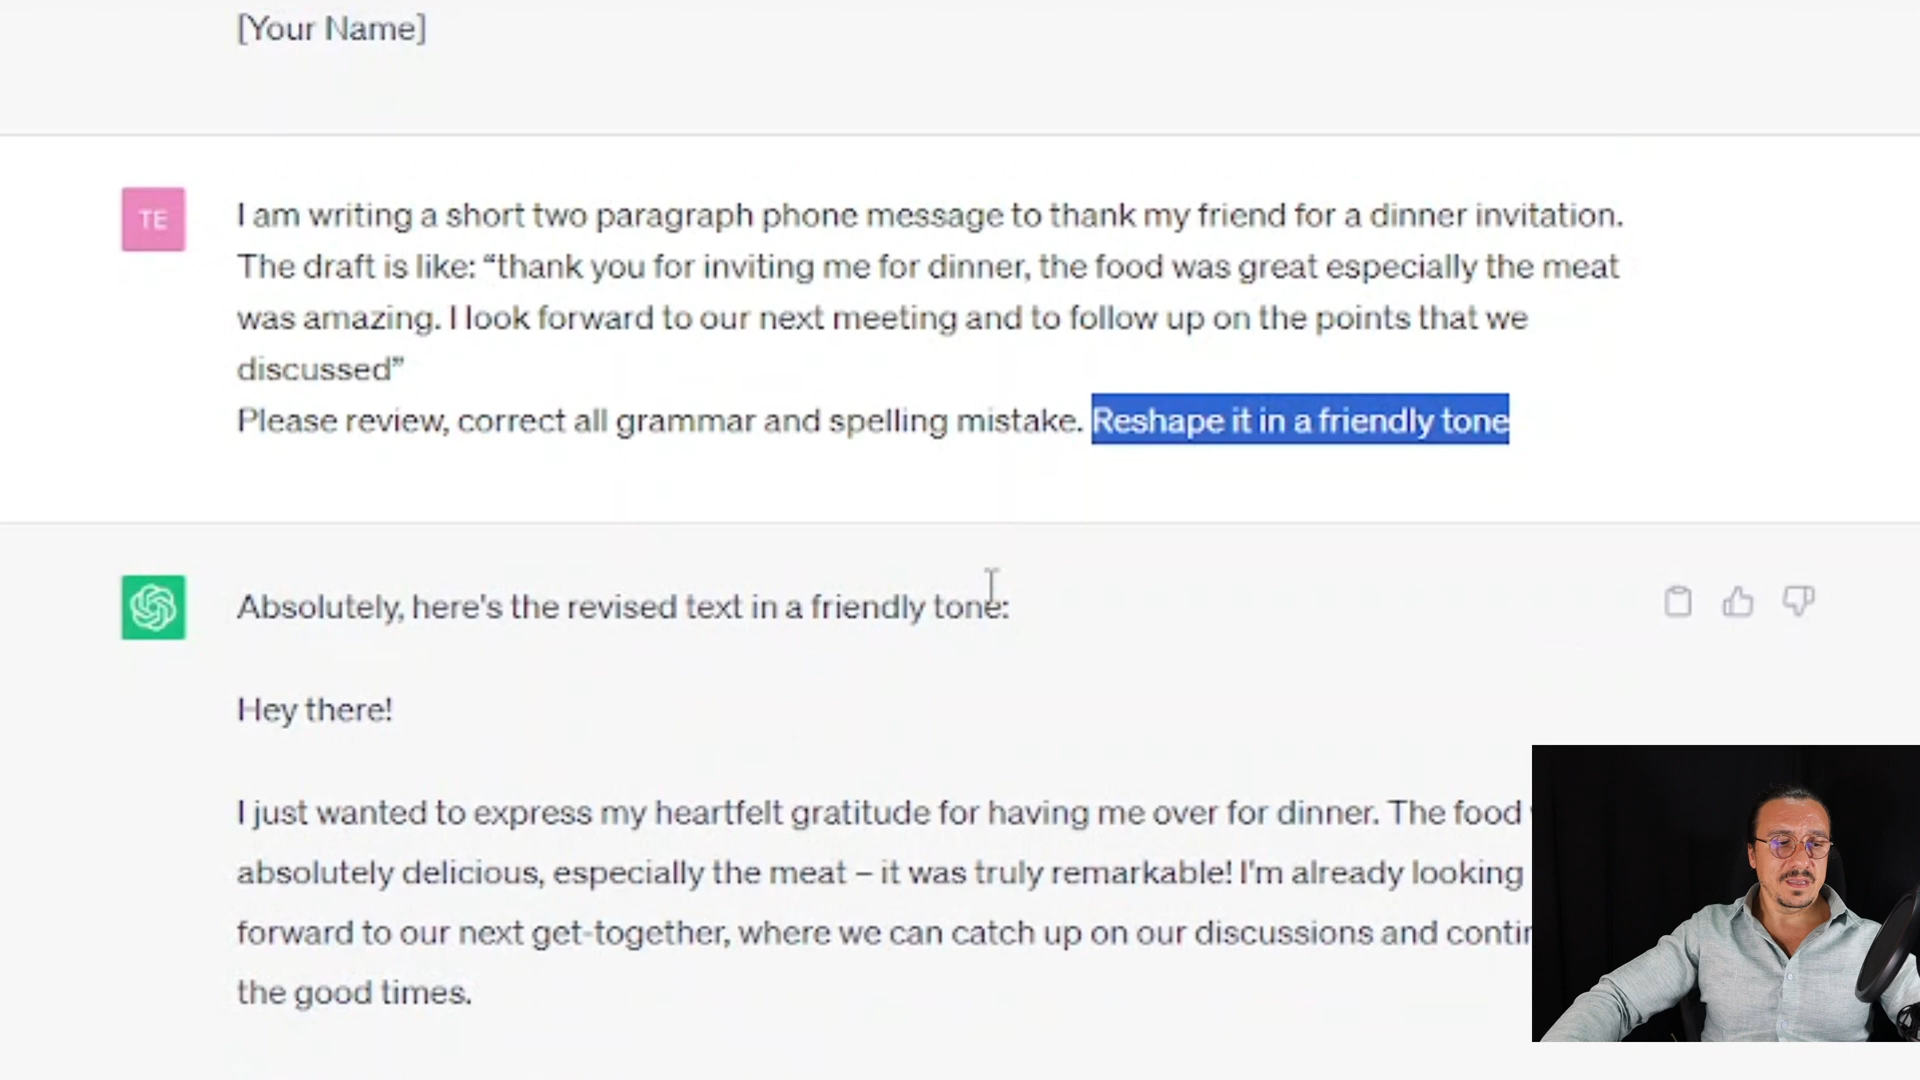 [Your Name]
TE
I am writing a short two paragraph phone message to thank my friend for a dinner invitation.
The draft is like: “thank you for inviting me for dinner, the food was great especially the meat
was amazing. I look forward to our next meeting and to follow up on the points that we
discussed”
Please review, correct all grammar and spelling mistake. Reshape it in a friendly tone
Absolutely, here's the revised text in a friendly tone:
Hey there!
I just wanted to express my heartfelt gratitude for having me over for dinner. The food
absolutely delicious, especially the meat – it was truly remarkable! I'm already looking
forward to our next get-together, where we can catch up on our discussions and contin
the good times.